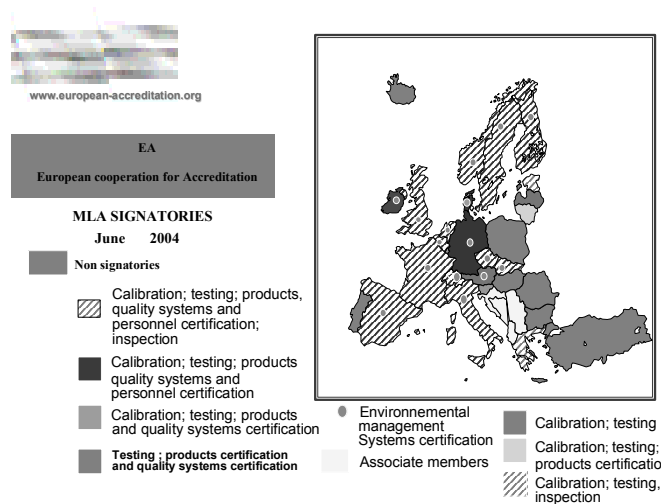 www.european-accreditation.org
EA
European cooperation for Accreditation
MLA SIGNATORIES
June 2004
Non signatories
Calibration; testing; products,
quality systems and
personnel certification;
inspection
Calibration; testing; products
quality systems and
personnel certification
Calibration; testing; products
and quality systems certification
Testing ; products certification
and quality systems certification
Environnemental
management
Systems certification
Associate members
Calibration; testing
Calibration; testing;
products certificatio
Calibration; testing,
inspection